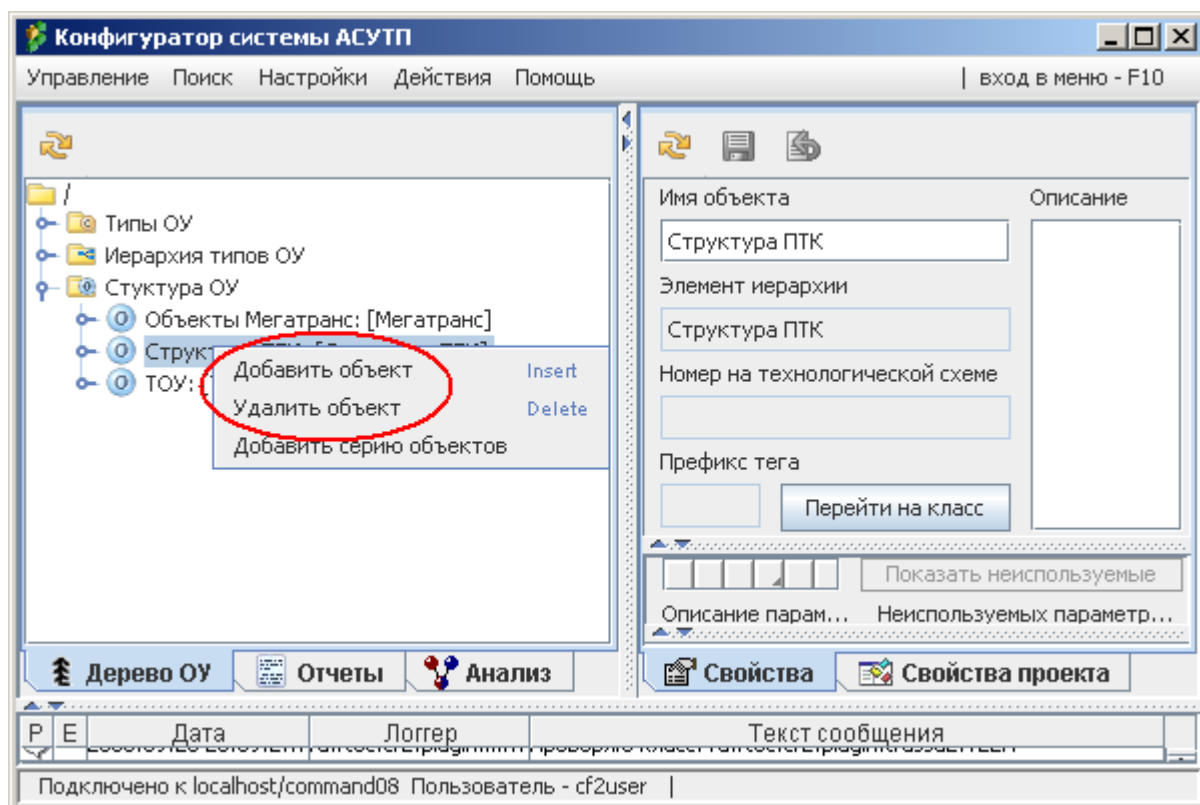 Конфигуратор системы АСУТП
Управление Поиск Настройки Действия Помощь | вход в меню - F10
/
Типы ОУ
Иерархия типов ОУ
Стуктура ОУ
Объекты Мегатранс: [Мегатранс]
ТОУ:
Добавить объект Insert
Удалить объект Delete
Добавить серию объектов
Имя объекта Описание
Структура ПТК
Элемент иерархии
Структура ПТК
Номер на технологической схеме
Префикс тега
Перейти на класс
Показать неиспользуемые
Описание парам... Неиспользуемых параметр...
Дерево ОУ Отчеты Анализ
Свойства Свойства проекта
P E Дата Логгер Текст сообщения
Подключено к localhost/command08 Пользователь - cf2user |